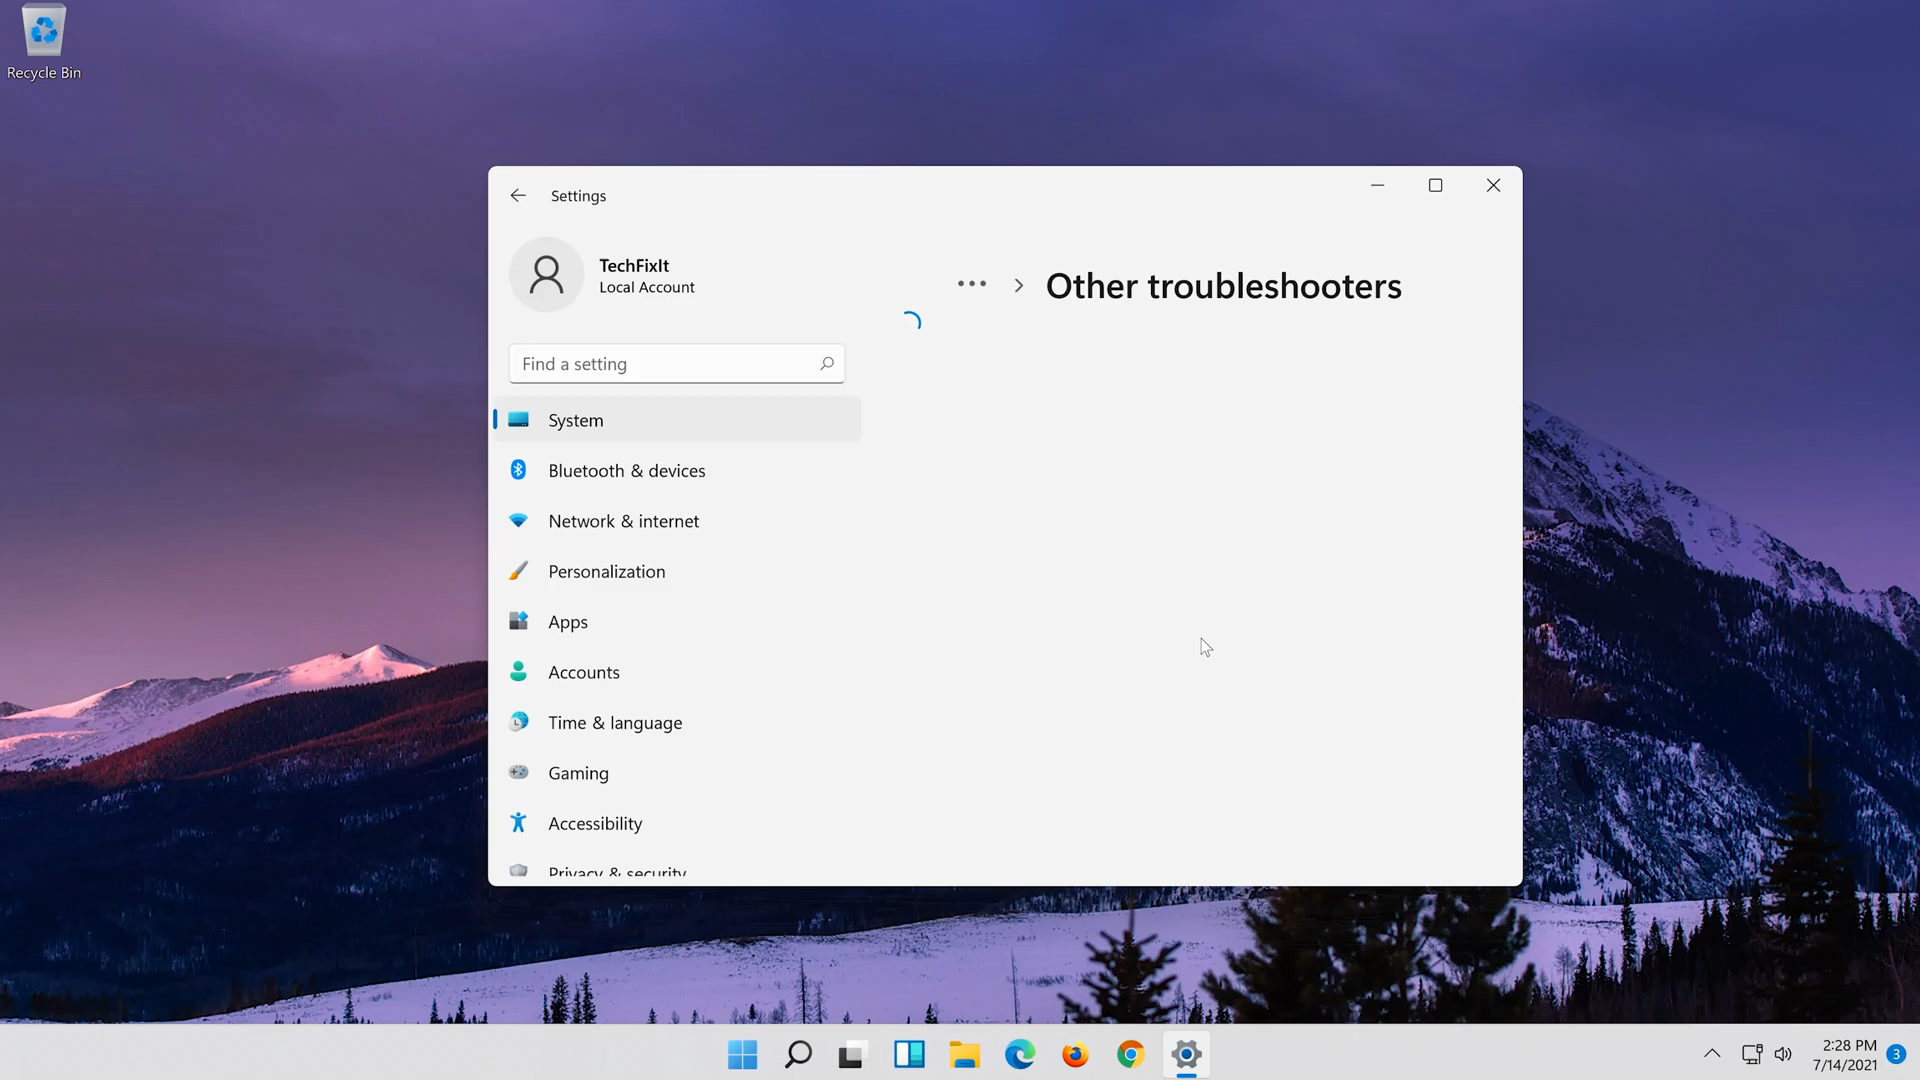 Recycle Bin
Settings
TechFixIt
Local Account
Find a setting
System
Bluetooth & devices
Network & internet
Personalization
Apps
Accounts
Time & language
Gaming
Accessibility
Privacy & security
... > Other troubleshooters
2:28 PM
7/14/2021
3